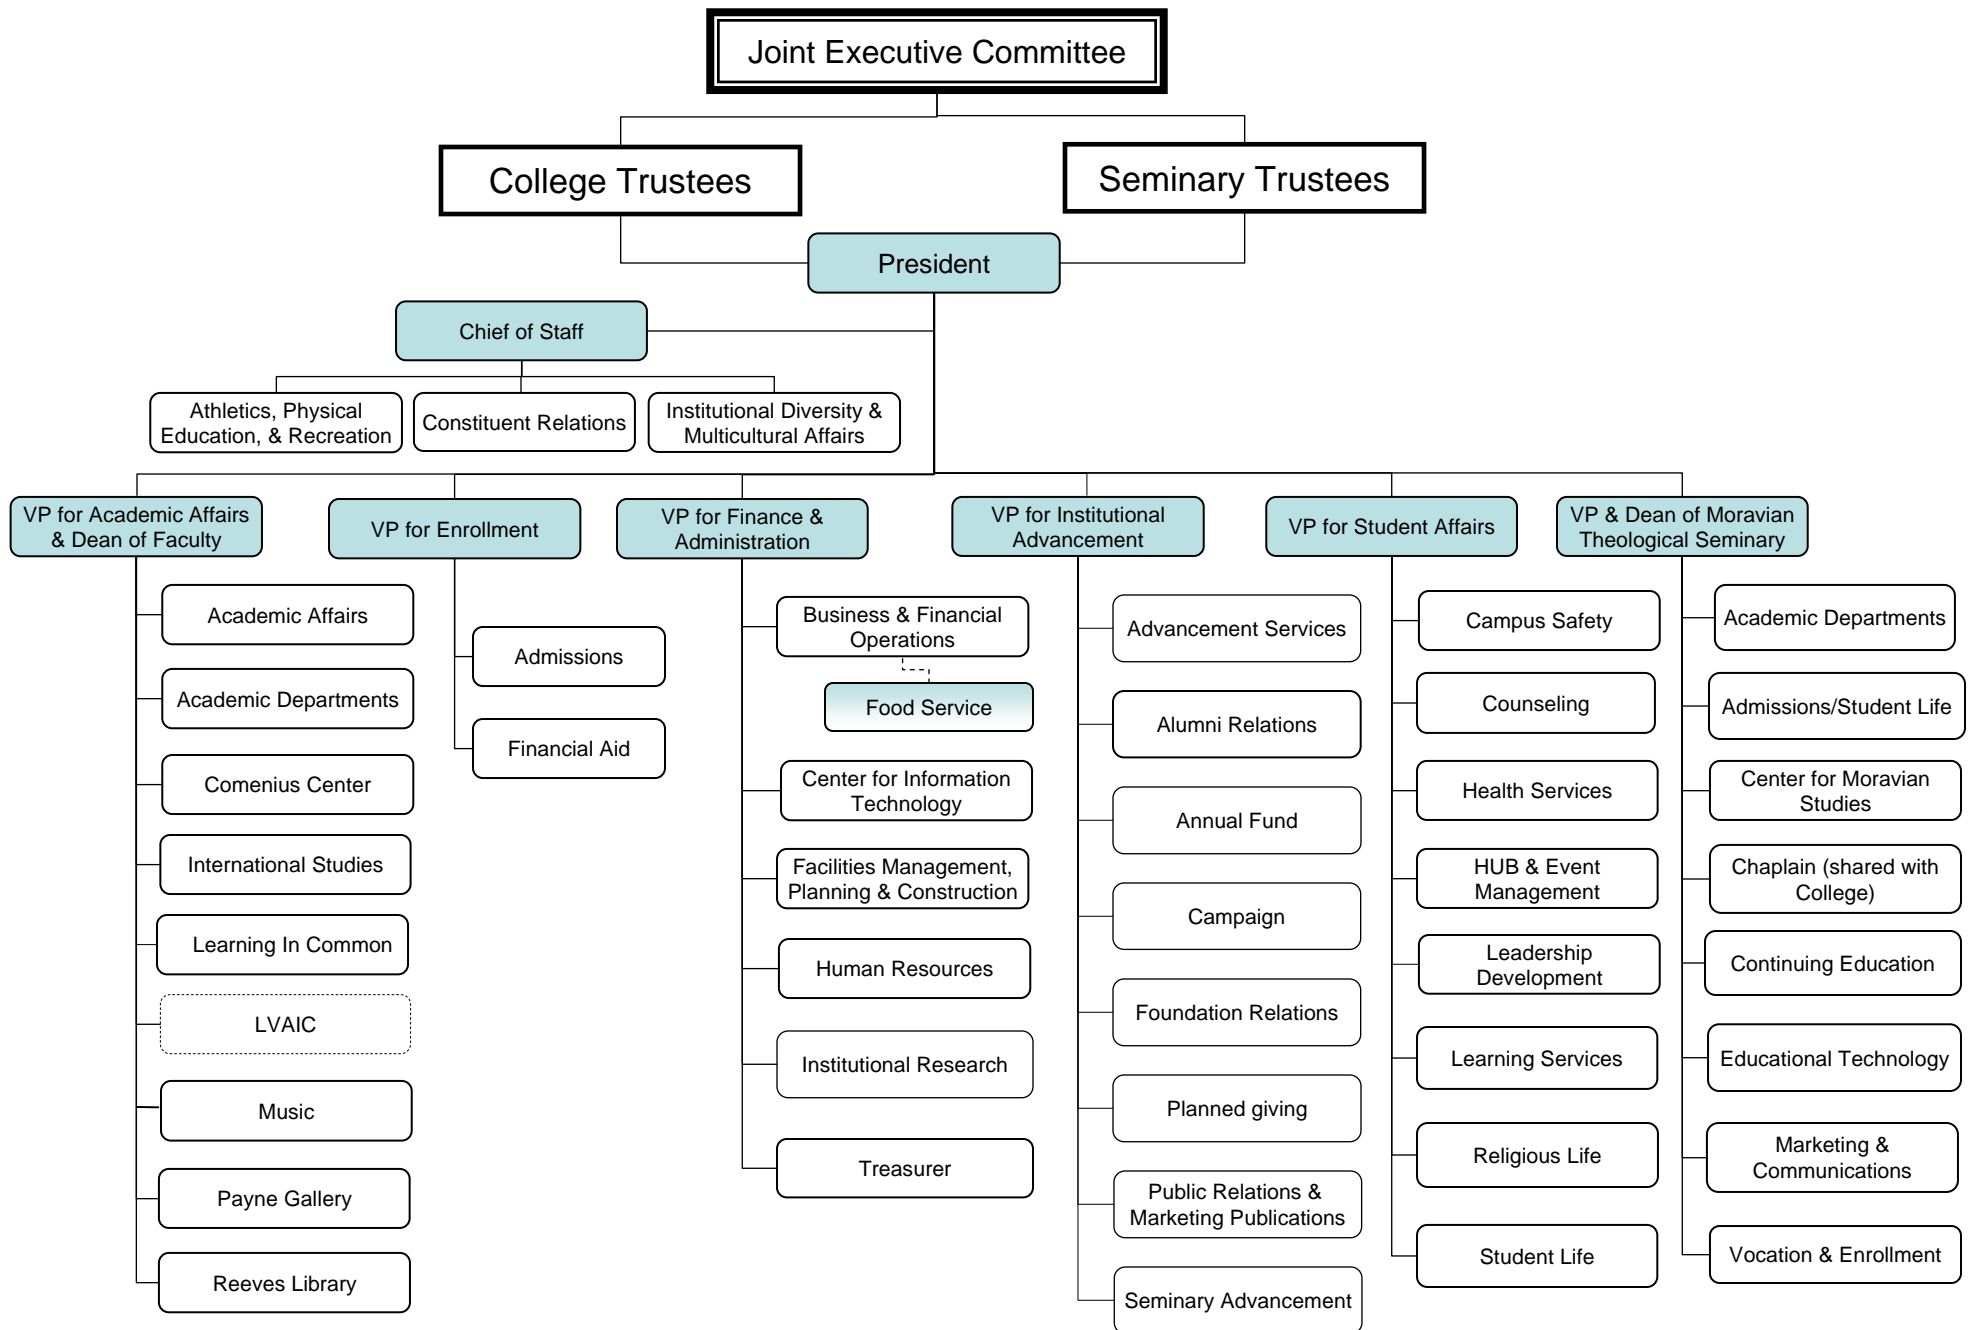 Joint Executive Committee
College Trustees
Seminary Trustees
President
Chief of Staff
Athletics, Physical
Education, & Recreation
Constituent Relations
Institutional Diversity &
Multicultural Affairs
VP for Academic Affairs
& Dean of Faculty
VP for Enrollment
VP for Finance &
Administration
VP for Institutional
Advancement
VP for Student Affairs
VP & Dean of Moravian
Theological Seminary
Academic Affairs
Academic Departments
Comenius Center
International Studies
Learning In Common
LVAIC
Music
Payne Gallery
Reeves Library
Admissions
Financial Aid
Business & Financial
Operations
Food Service
Center for Information
Technology
Facilities Management,
Planning & Construction
Human Resources
Institutional Research
Treasurer
Advancement Services
Alumni Relations
Annual Fund
Campaign
Foundation Relations
Planned giving
Public Relations &
Marketing Publications
Seminary Advancement
Campus Safety
Counseling
Health Services
HUB & Event
Management
Leadership
Development
Learning Services
Religious Life
Student Life
Academic Departments
Admissions/Student Life
Center for Moravian
Studies
Chaplain (shared with
College)
Continuing Education
Educational Technology
Marketing &
Communications
Vocation & Enrollment